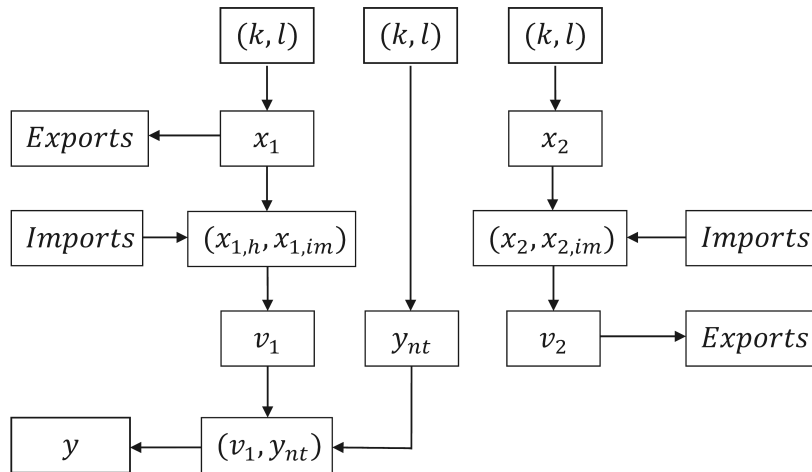 (k, l) (k, l) (k, l)
Exports x₁ x₂
Imports (x₁,ₕ, x₁,ᵢₘ) (x₂, x₂,ᵢₘ) Imports
v₁ yₙₜ v₂ Exports
y (v₁, yₙₜ)